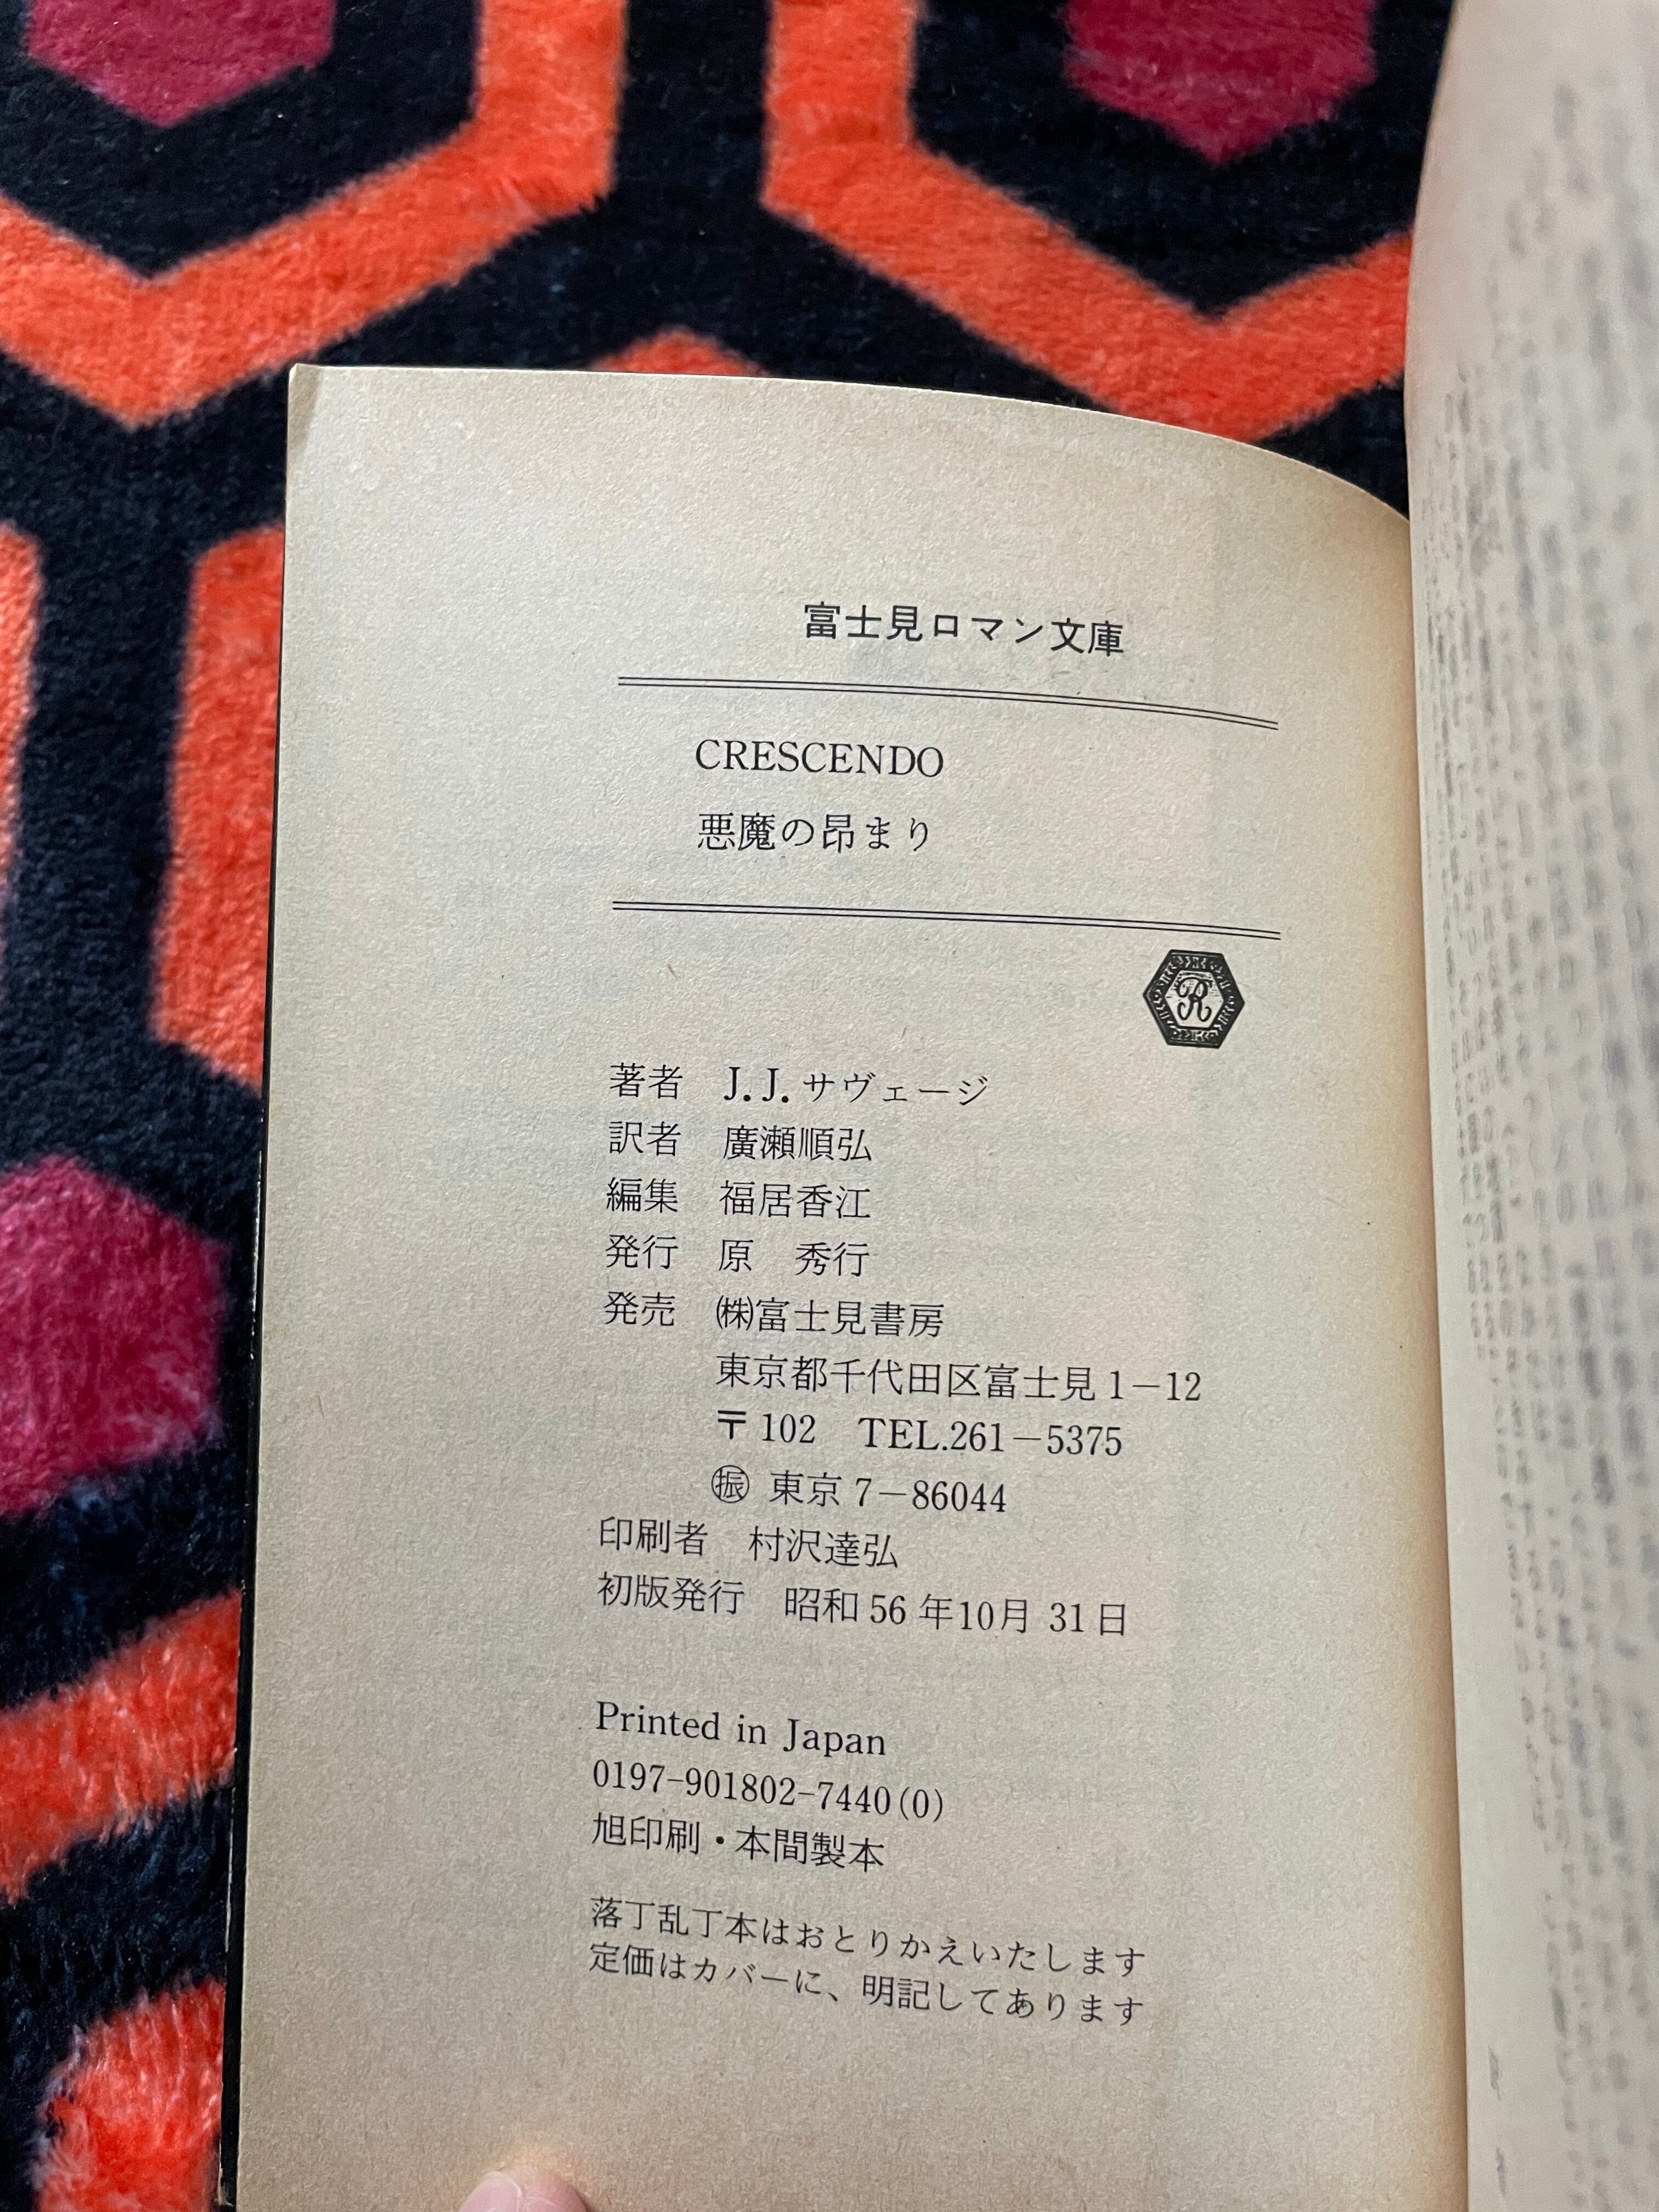 富士見ロマン文庫
CRESCENDO
悪魔の昂まり
R
著者 J.J.サヴェージ
訳者 廣瀬順弘
編集 福居香江
発行 原 秀行
発売 ㈱富士見書房
東京都千代田区富士見1−12
〒102 TEL.261−5375
㊞振 東京7−86044
印刷者 村沢達弘
初版発行 昭和56年10月31日
Printed in Japan
0197-901802-7440(0)
旭印刷・本間製本
落丁乱丁本はおとりかえいたします
定価はカバーに、明記してあります